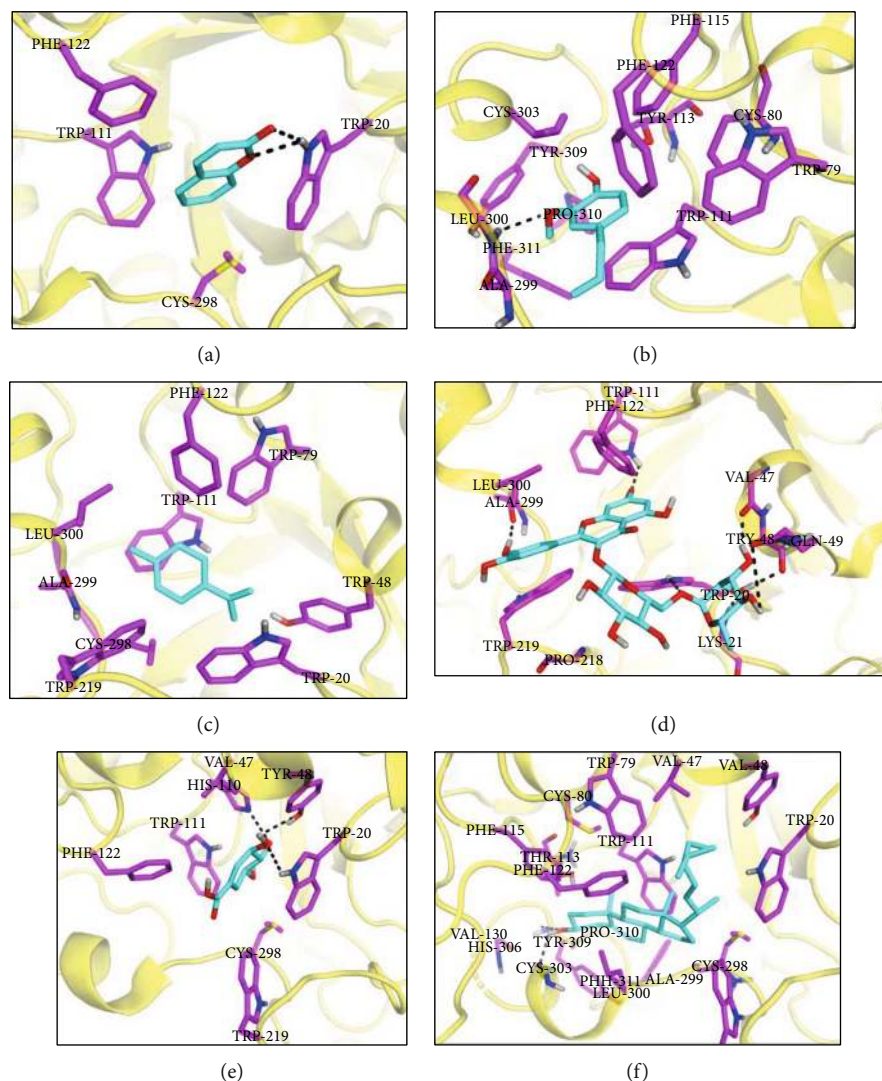 PHE-122
TRP-111
TRP-20
CYS-298
(a)
PHE-115
PHE-122
CYS-303
TYR-113
CYS-80
TYR-309
TRP-79
LEU-300
PRO-310
TRP-111
PHE-311
ALA-299
(b)
PHE-122
TRP-79
TRP-111
LEU-300
ALA-299
TRP-48
CYS-298
TRP-219
TRP-20
(c)
TRP-111
PHE-122
VAL-47
LEU-300
ALA-299
TRY-48
GLN-49
TRP-20
TRP-219
LYS-21
PRO-218
(d)
VAL-47
HIS-110
TYR-48
TRP-111
TRP-20
PHE-122
CYS-298
TRP-219
(e)
TRP-79
VAL-47
VAL-48
CYS-80
TRP-20
PHE-115
TRP-111
THR-113
PHE-122
VAL-130
PRO-310
HIS-306
TYR-309
CYS-303
PHH-311
ALA-299
CYS-298
LEU-300
(f)